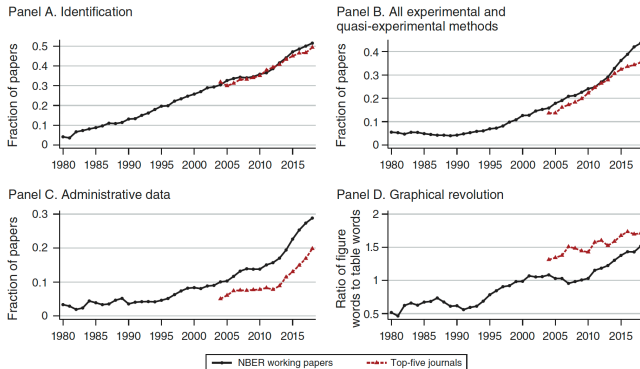 Panel A. Identification
Fraction of papers
0.5
0.4
0.3
0.2
0.1
0
1980 1985 1990 1995 2000 2005 2010 2015
Panel B. All experimental and
quasi-experimental methods
Fraction of papers
0.4
0.3
0.2
0.1
0
1980 1985 1990 1995 2000 2005 2010 2015
Panel C. Administrative data
Fraction of papers
0.3
0.2
0.1
0
1980 1985 1990 1995 2000 2005 2010 2015
Panel D. Graphical revolution
Ratio of figure
words to table words
2
1.5
1
0.5
1980 1985 1990 1995 2000 2005 2010 2015
NBER working papers Top-five journals